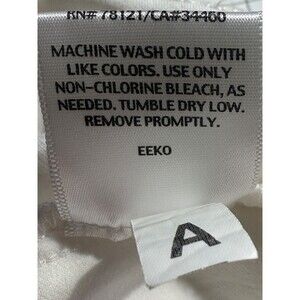 RN# 78121/CA#34460
MACHINE WASH COLD WITH
LIKE COLORS. USE ONLY
NON-CHLORINE BLEACH, AS
NEEDED. TUMBLE DRY LOW.
REMOVE PROMPTLY.
EEKO
A